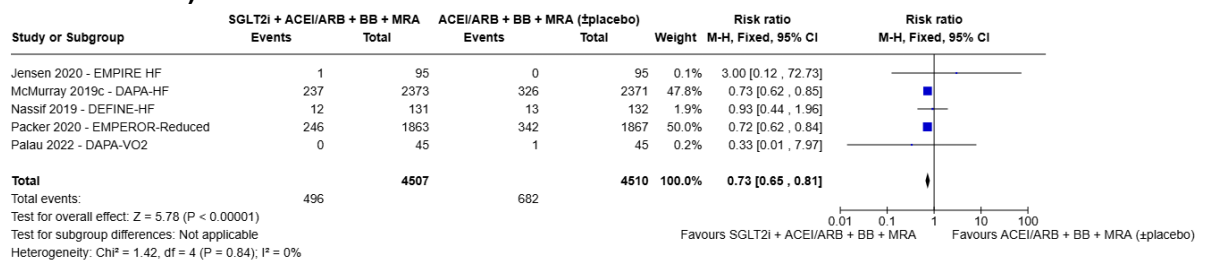 SGLT2i + ACEI/ARB + BB + MRA ACEI/ARB + BB + MRA (±placebo) Risk ratio Risk ratio
Study or Subgroup Events Total Events Total Weight M-H, Fixed, 95% CI M-H, Fixed, 95% CI
Jensen 2020 - EMPIRE HF 1 95 0 95 0.1% 3.00 [0.12 , 72.73]
McMurray 2019c - DAPA-HF 237 2373 326 2371 47.8% 0.73 [0.62 , 0.85]
Nassif 2019 - DEFINE-HF 12 131 13 132 1.9% 0.93 [0.44 , 1.96]
Packer 2020 - EMPEROR-Reduced 246 1863 342 1867 50.0% 0.72 [0.62 , 0.84]
Palau 2022 - DAPA-VO2 0 45 1 45 0.2% 0.33 [0.01 , 7.97]
Total 4507 4510 100.0% 0.73 [0.65 , 0.81]
Total events: 496 682
Test for overall effect: Z = 5.78 (P < 0.00001)
0.01 0.1 1 10 100
Test for subgroup differences: Not applicable
Favours SGLT2i + ACEI/ARB + BB + MRA Favours ACEI/ARB + BB + MRA (±placebo)
Heterogeneity: Chi² = 1.42, df = 4 (P = 0.84); I² = 0%